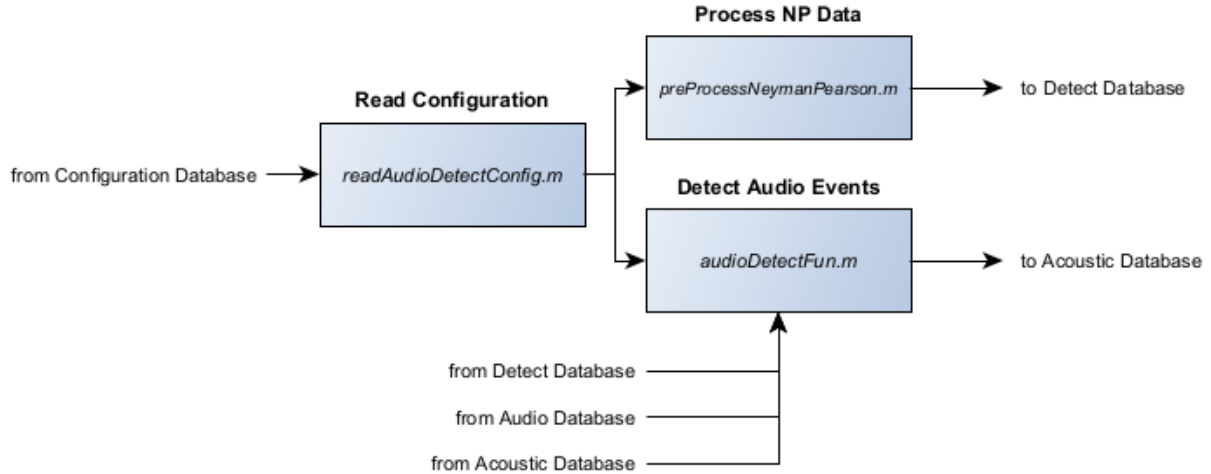 Process NP Data
preProcessNeymanPearson.m
to Detect Database
Read Configuration
from Configuration Database
readAudioDetectConfig.m
Detect Audio Events
audioDetectFun.m
to Acoustic Database
from Detect Database
from Audio Database
from Acoustic Database